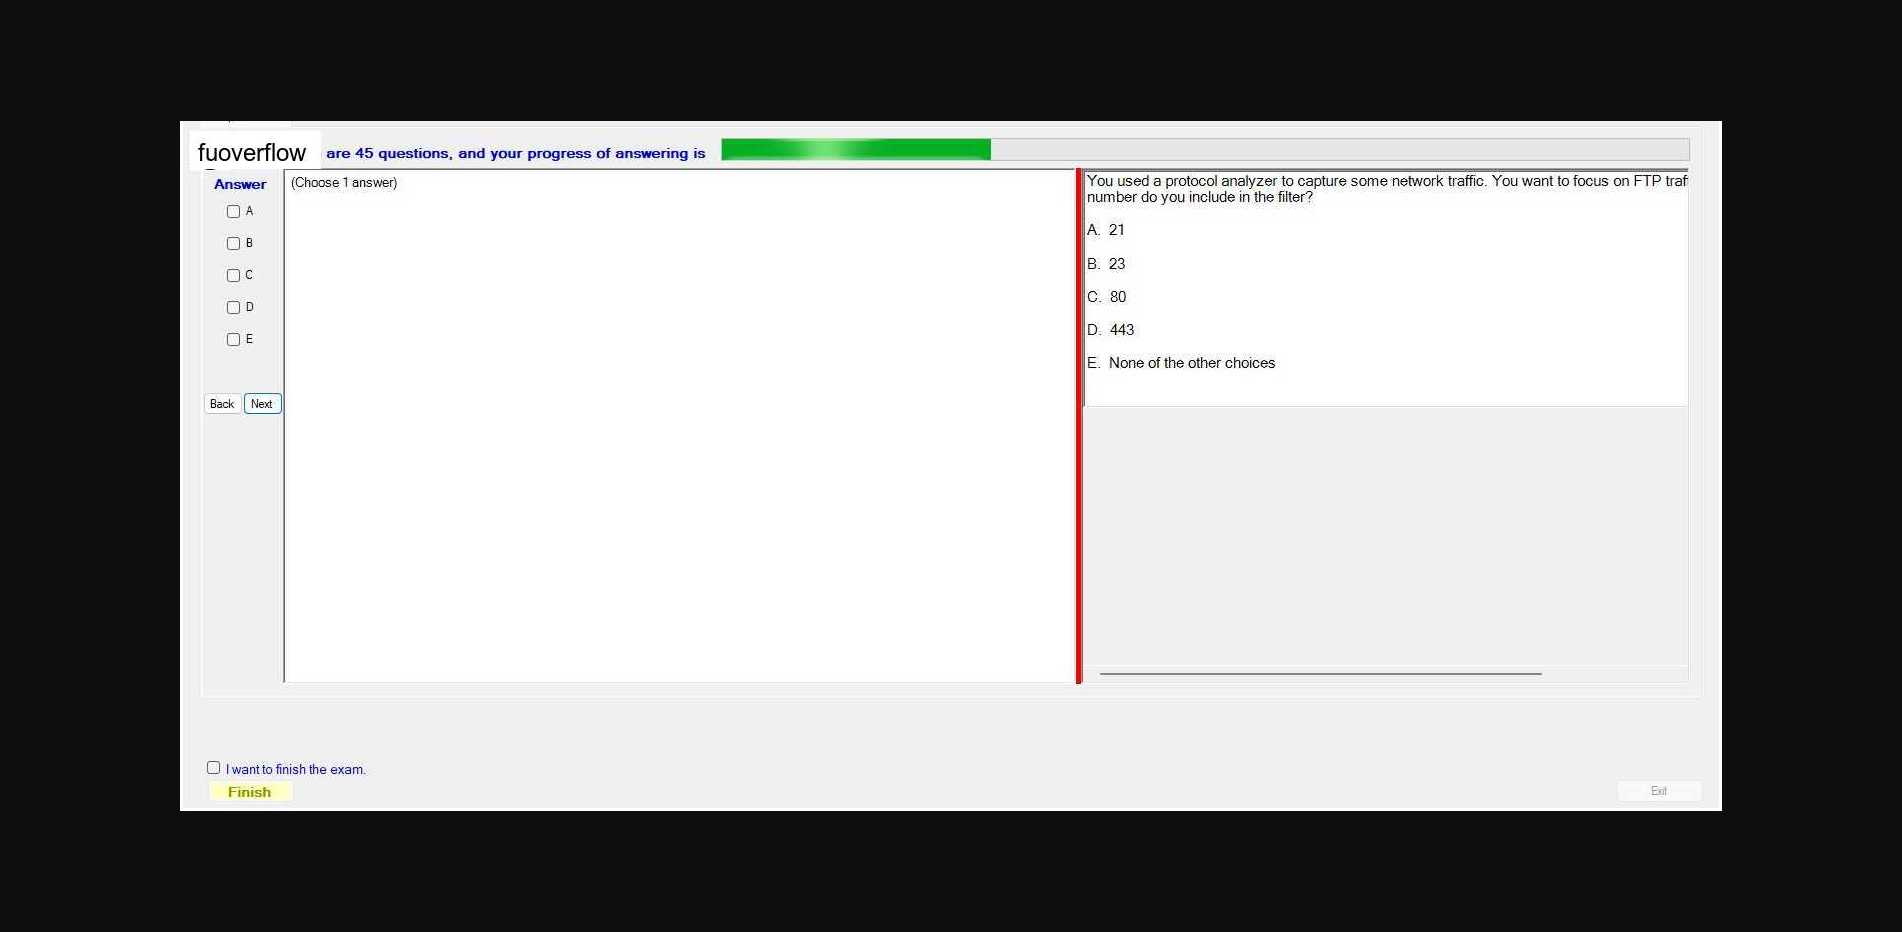 fuoverflow are 45 questions, and your progress of answering is
Answer
(Choose 1 answer)
A
B
C
D
E
Back Next
You used a protocol analyzer to capture some network traffic. You want to focus on FTP traf
number do you include in the filter?
A. 21
B. 23
C. 80
D. 443
E. None of the other choices
I want to finish the exam.
Finish
Exit